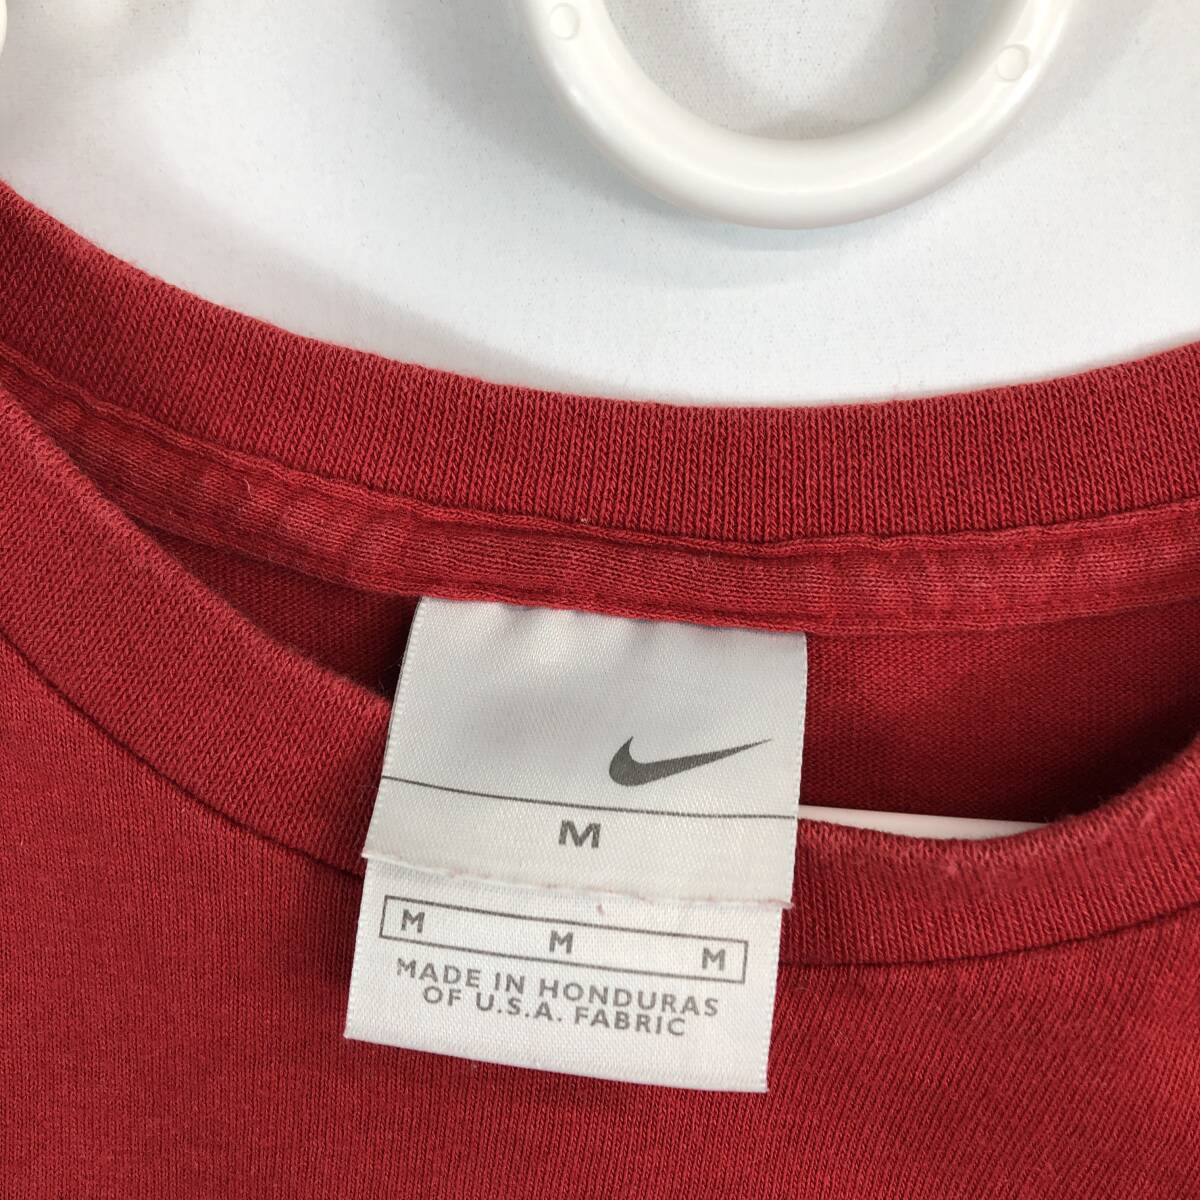 M
M M M
MADE IN HONDURAS
OF U.S.A. FABRIC